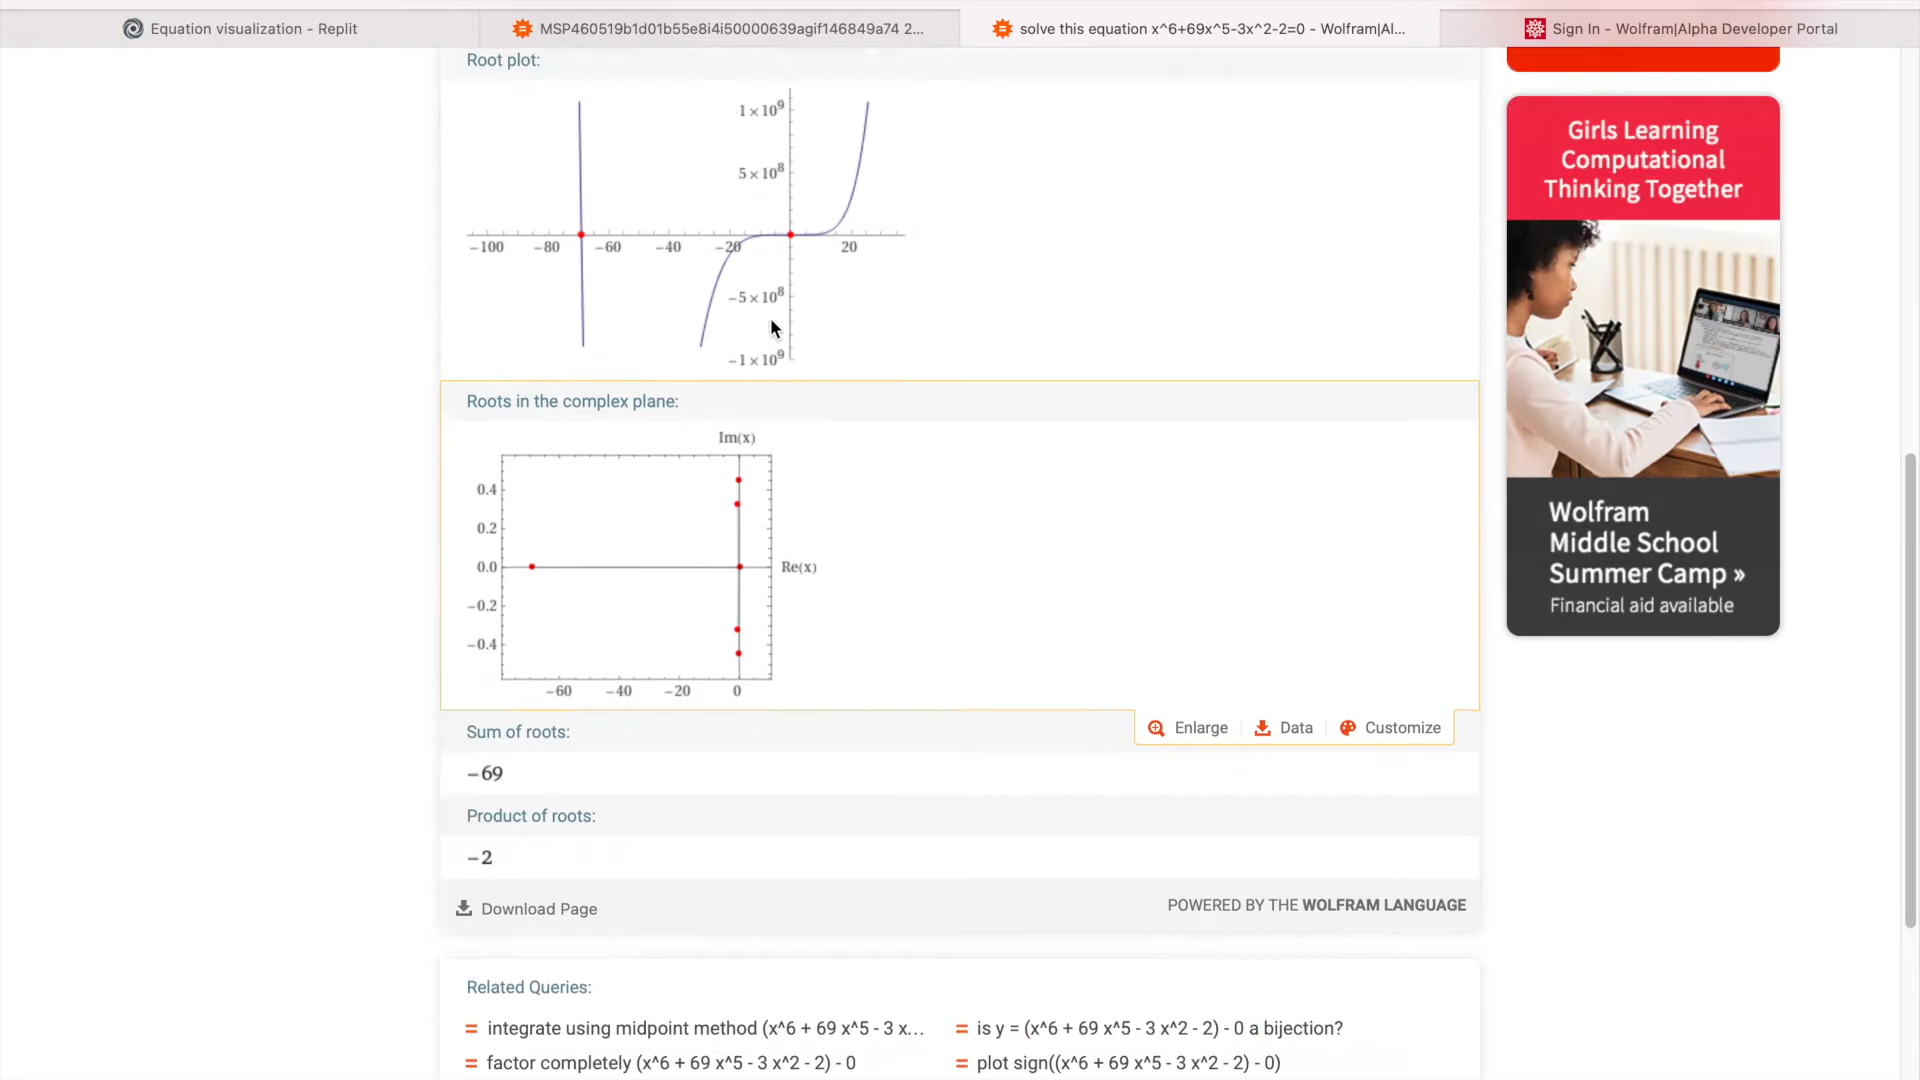 Equation visualization - Replit
MSP460519b1d01b55e8i4i50000639agif146849a74 2...
solve this equation x^6+69x^5-3x^2-2=0 - Wolfram|Al...
Sign In - Wolfram|Alpha Developer Portal
Root plot:
1×10⁹
5×10⁸
-100 -80 -60 -40 -20 20
-5×10⁸
-1×10⁹
Roots in the complex plane:
Im(x)
0.4
0.2
0.0
Re(x)
-0.2
-0.4
-60 -40 -20 0
Enlarge
Data
Customize
Sum of roots:
-69
Product of roots:
-2
Download Page
POWERED BY THE WOLFRAM LANGUAGE
Related Queries:
= integrate using midpoint method (x^6 + 69 x^5 - 3 x...
= is y = (x^6 + 69 x^5 - 3 x^2 - 2) - 0 a bijection?
= factor completely (x^6 + 69 x^5 - 3 x^2 - 2) - 0
= plot sign((x^6 + 69 x^5 - 3 x^2 - 2) - 0)
Girls Learning
Computational
Thinking Together
Wolfram
Middle School
Summer Camp »
Financial aid available